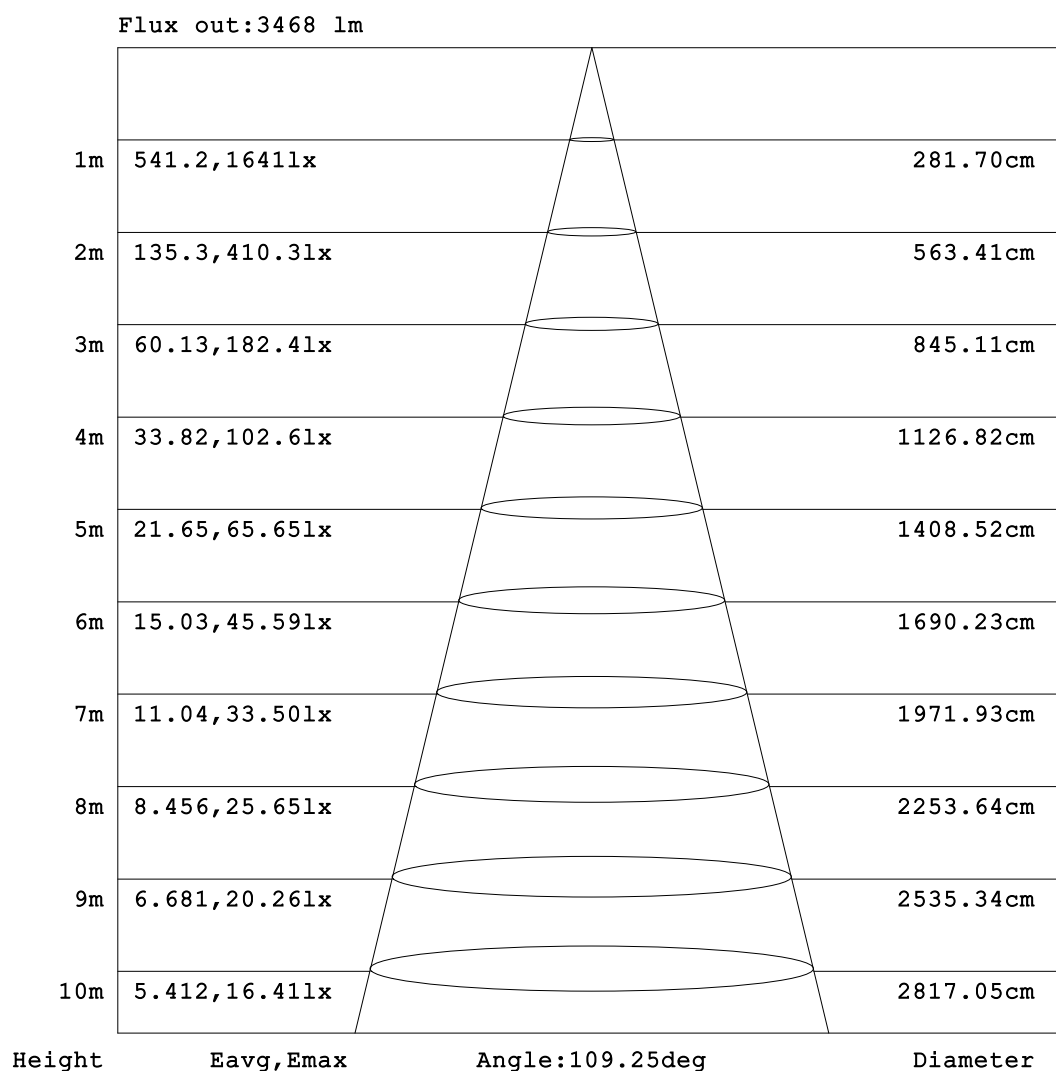 Flux out:3468 lm
1m 541.2,1641lx 281.70cm
2m 135.3,410.3lx 563.41cm
3m 60.13,182.4lx 845.11cm
4m 33.82,102.6lx 1126.82cm
5m 21.65,65.65lx 1408.52cm
6m 15.03,45.59lx 1690.23cm
7m 11.04,33.50lx 1971.93cm
8m 8.456,25.65lx 2253.64cm
9m 6.681,20.26lx 2535.34cm
10m 5.412,16.41lx 2817.05cm
Height Eavg,Emax Angle:109.25deg Diameter